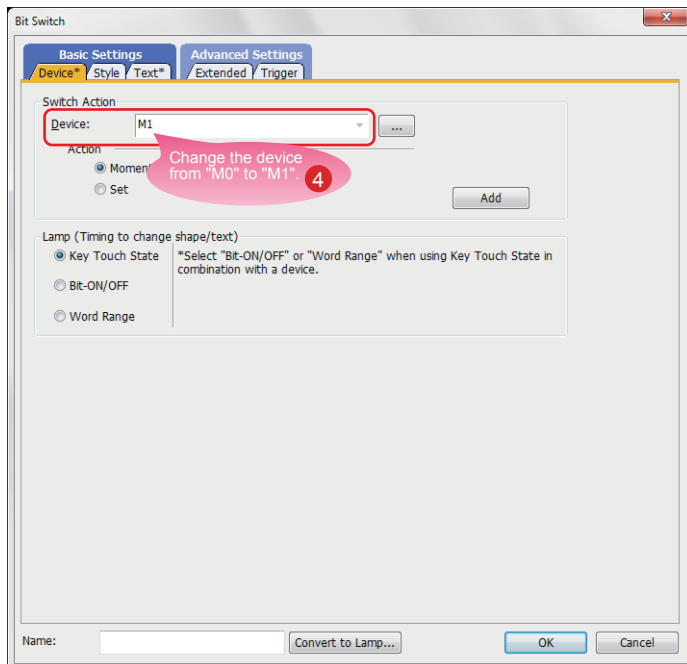 Bit Switch
Basic Settings
Advanced Settings
Device*
Style
Text*
Extended
Trigger
Switch Action
Device:
M1
...
Action
Change the device
from "M0" to "M1".
4
Set
Add
Lamp (Timing to change shape/text)
Key Touch State
*Select "Bit-ON/OFF" or "Word Range" when using Key Touch State in
combination with a device.
Bit-ON/OFF
Word Range
Name:
Convert to Lamp...
OK
Cancel